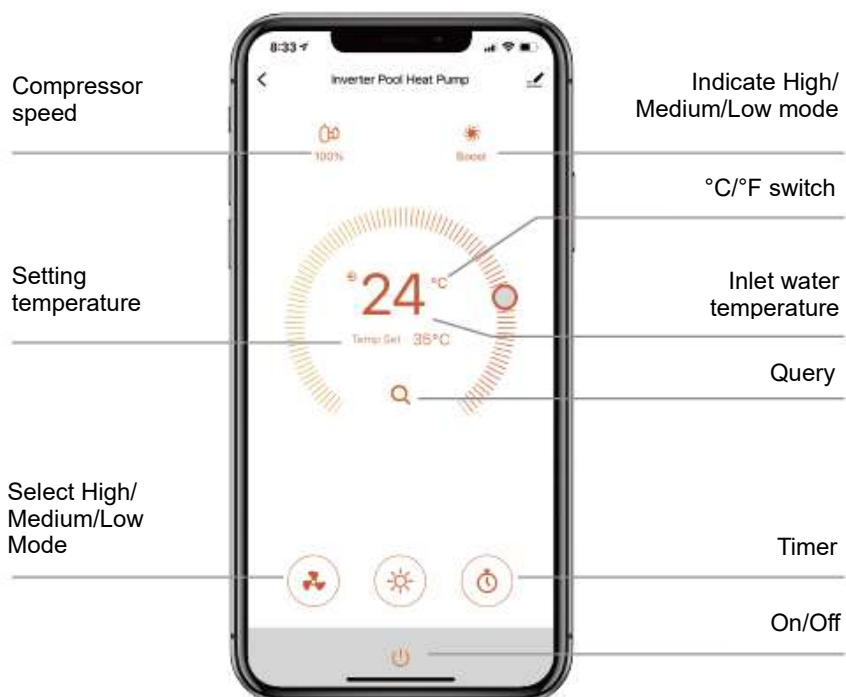 8:33
Inverter Pool Heat Pump
Compressor
speed
Indicate High/
Medium/Low mode
100%
Boost
°C/°F switch
Setting
temperature
24 °C
Inlet water
temperature
Temp Set 35°C
Query
Select High/
Medium/Low
Mode
Timer
On/Off